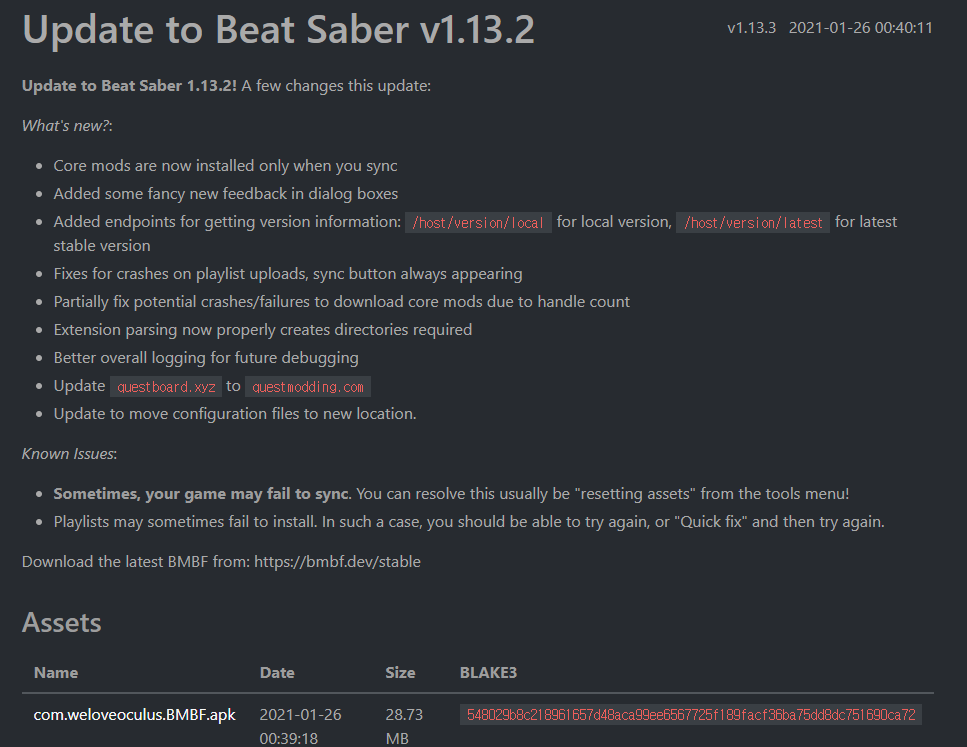 Update to Beat Saber v1.13.2
v1.13.3 2021-01-26 00:40:11
Update to Beat Saber 1.13.2! A few changes this update:
What's new?:
Core mods are now installed only when you sync
Added some fancy new feedback in dialog boxes
Added endpoints for getting version information: /host/version/local for local version, /host/version/latest for latest
stable version
Fixes for crashes on playlist uploads, sync button always appearing
Partially fix potential crashes/failures to download core mods due to handle count
Extension parsing now properly creates directories required
Better overall logging for future debugging
Update questboard.xyz to questmodding.com
Update to move configuration files to new location.
Known Issues:
Sometimes, your game may fail to sync. You can resolve this usually be "resetting assets" from the tools menu!
Playlists may sometimes fail to install. In such a case, you should be able to try again, or "Quick fix" and then try again.
Download the latest BMBF from: https://bmbf.dev/stable
Assets
Name Date Size BLAKE3
com.weloveoculus.BMBF.apk 2021-01-26 28.73 548029b8c218961657d48aca99ee6567725f189facf36ba75dd8dc751690ca72
00:39:18 MB